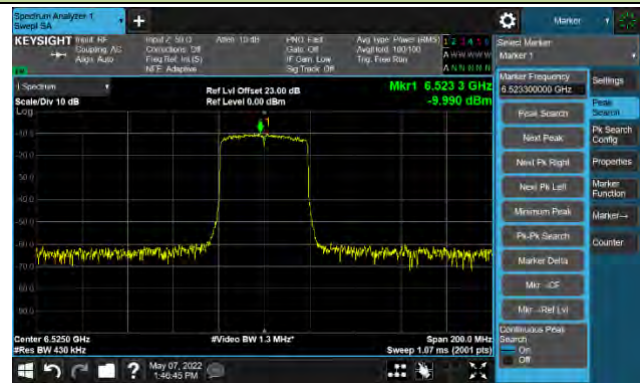 Spectrum Analyzer 1
Swept SA
+
Marker
KEYSIGHT
Input: RF
Coupling: AC
Align: Auto
Input Z: 50 Ω
Corrections: Off
Freq Ref: Int (S)
NFE: Adaptive
Atten: 10 dB
PNO: Fast
Gate: Off
IF Gain: Low
Sig Track: Off
Avg Type: Power (RMS)
Avg|Hold: 100/100
Trig: Free Run
1 2 3 4 5 6
A W W W W W
A N N N N N
Select Marker
Marker 1
1 Spectrum
Scale/Div 10 dB
Log
Ref Lvl Offset 23.00 dB
Ref Level 0.00 dBm
Mkr1 6.523 3 GHz
-9.990 dBm
1
-10.0
-20.0
-30.0
-40.0
-50.0
-60.0
-70.0
-80.0
-90.0
Center 6.5250 GHz
#Res BW 430 kHz
#Video BW 1.3 MHz*
Span 200.0 MHz
Sweep 1.07 ms (2001 pts)
Marker Frequency
6.523300000 GHz
Peak Search
Next Peak
Next Pk Right
Next Pk Left
Minimum Peak
Pk-Pk Search
Marker Delta
Mkr→CF
Mkr→Ref Lvl
Continuous Peak
Search
On
Off
Settings
Peak
Search
Pk Search
Config
Properties
Marker
Function
Marker→
Counter
?
May 07, 2022
1:46:45 PM